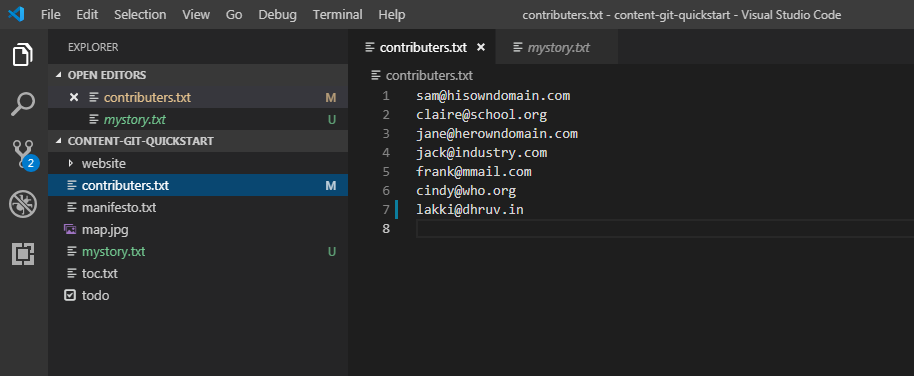 File Edit Selection View Go Debug Terminal Help contributers.txt - content-git-quickstart - Visual Studio Code
EXPLORER
OPEN EDITORS
contributers.txt M
mystory.txt U
CONTENT-GIT-QUICKSTART
website
contributers.txt M
manifesto.txt
map.jpg
mystory.txt U
toc.txt
todo
2
contributers.txt mystory.txt
contributers.txt
1 sam@hisowndomain.com
2 claire@school.org
3 jane@herowndomain.com
4 jack@industry.com
5 frank@mmail.com
6 cindy@who.org
7 lakki@dhruv.in
8